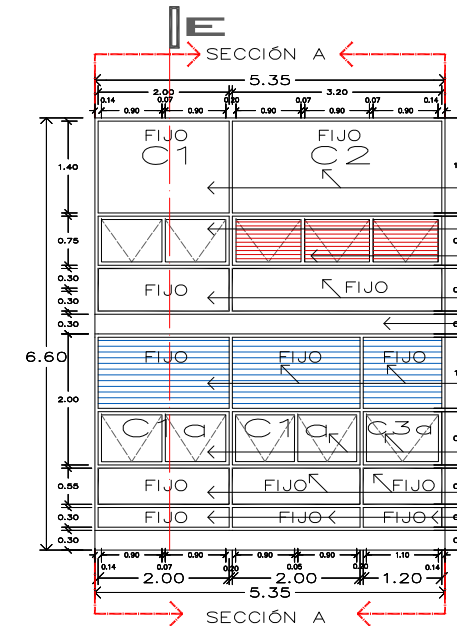 E
SECCIÓN A
5.35
2.00 3.20
0.14 0.07 0.20 0.07 0.07 0.14
0.90 0.90 0.90 0.90 0.90
FIJO FIJO
C1 C2
1.40
0.75
0.30
FIJO FIJO
0.30
0.30
6.60
FIJO FIJO FIJO
2.00
C1a C1a C3a
0.55
FIJO FIJO FIJO
0.30
FIJO FIJO FIJO
0.30
0.90 0.90 0.90 0.90 1.10
0.14 0.07 0.20 0.05 0.20 0.14
2.00 2.00 1.20
5.35
SECCIÓN A